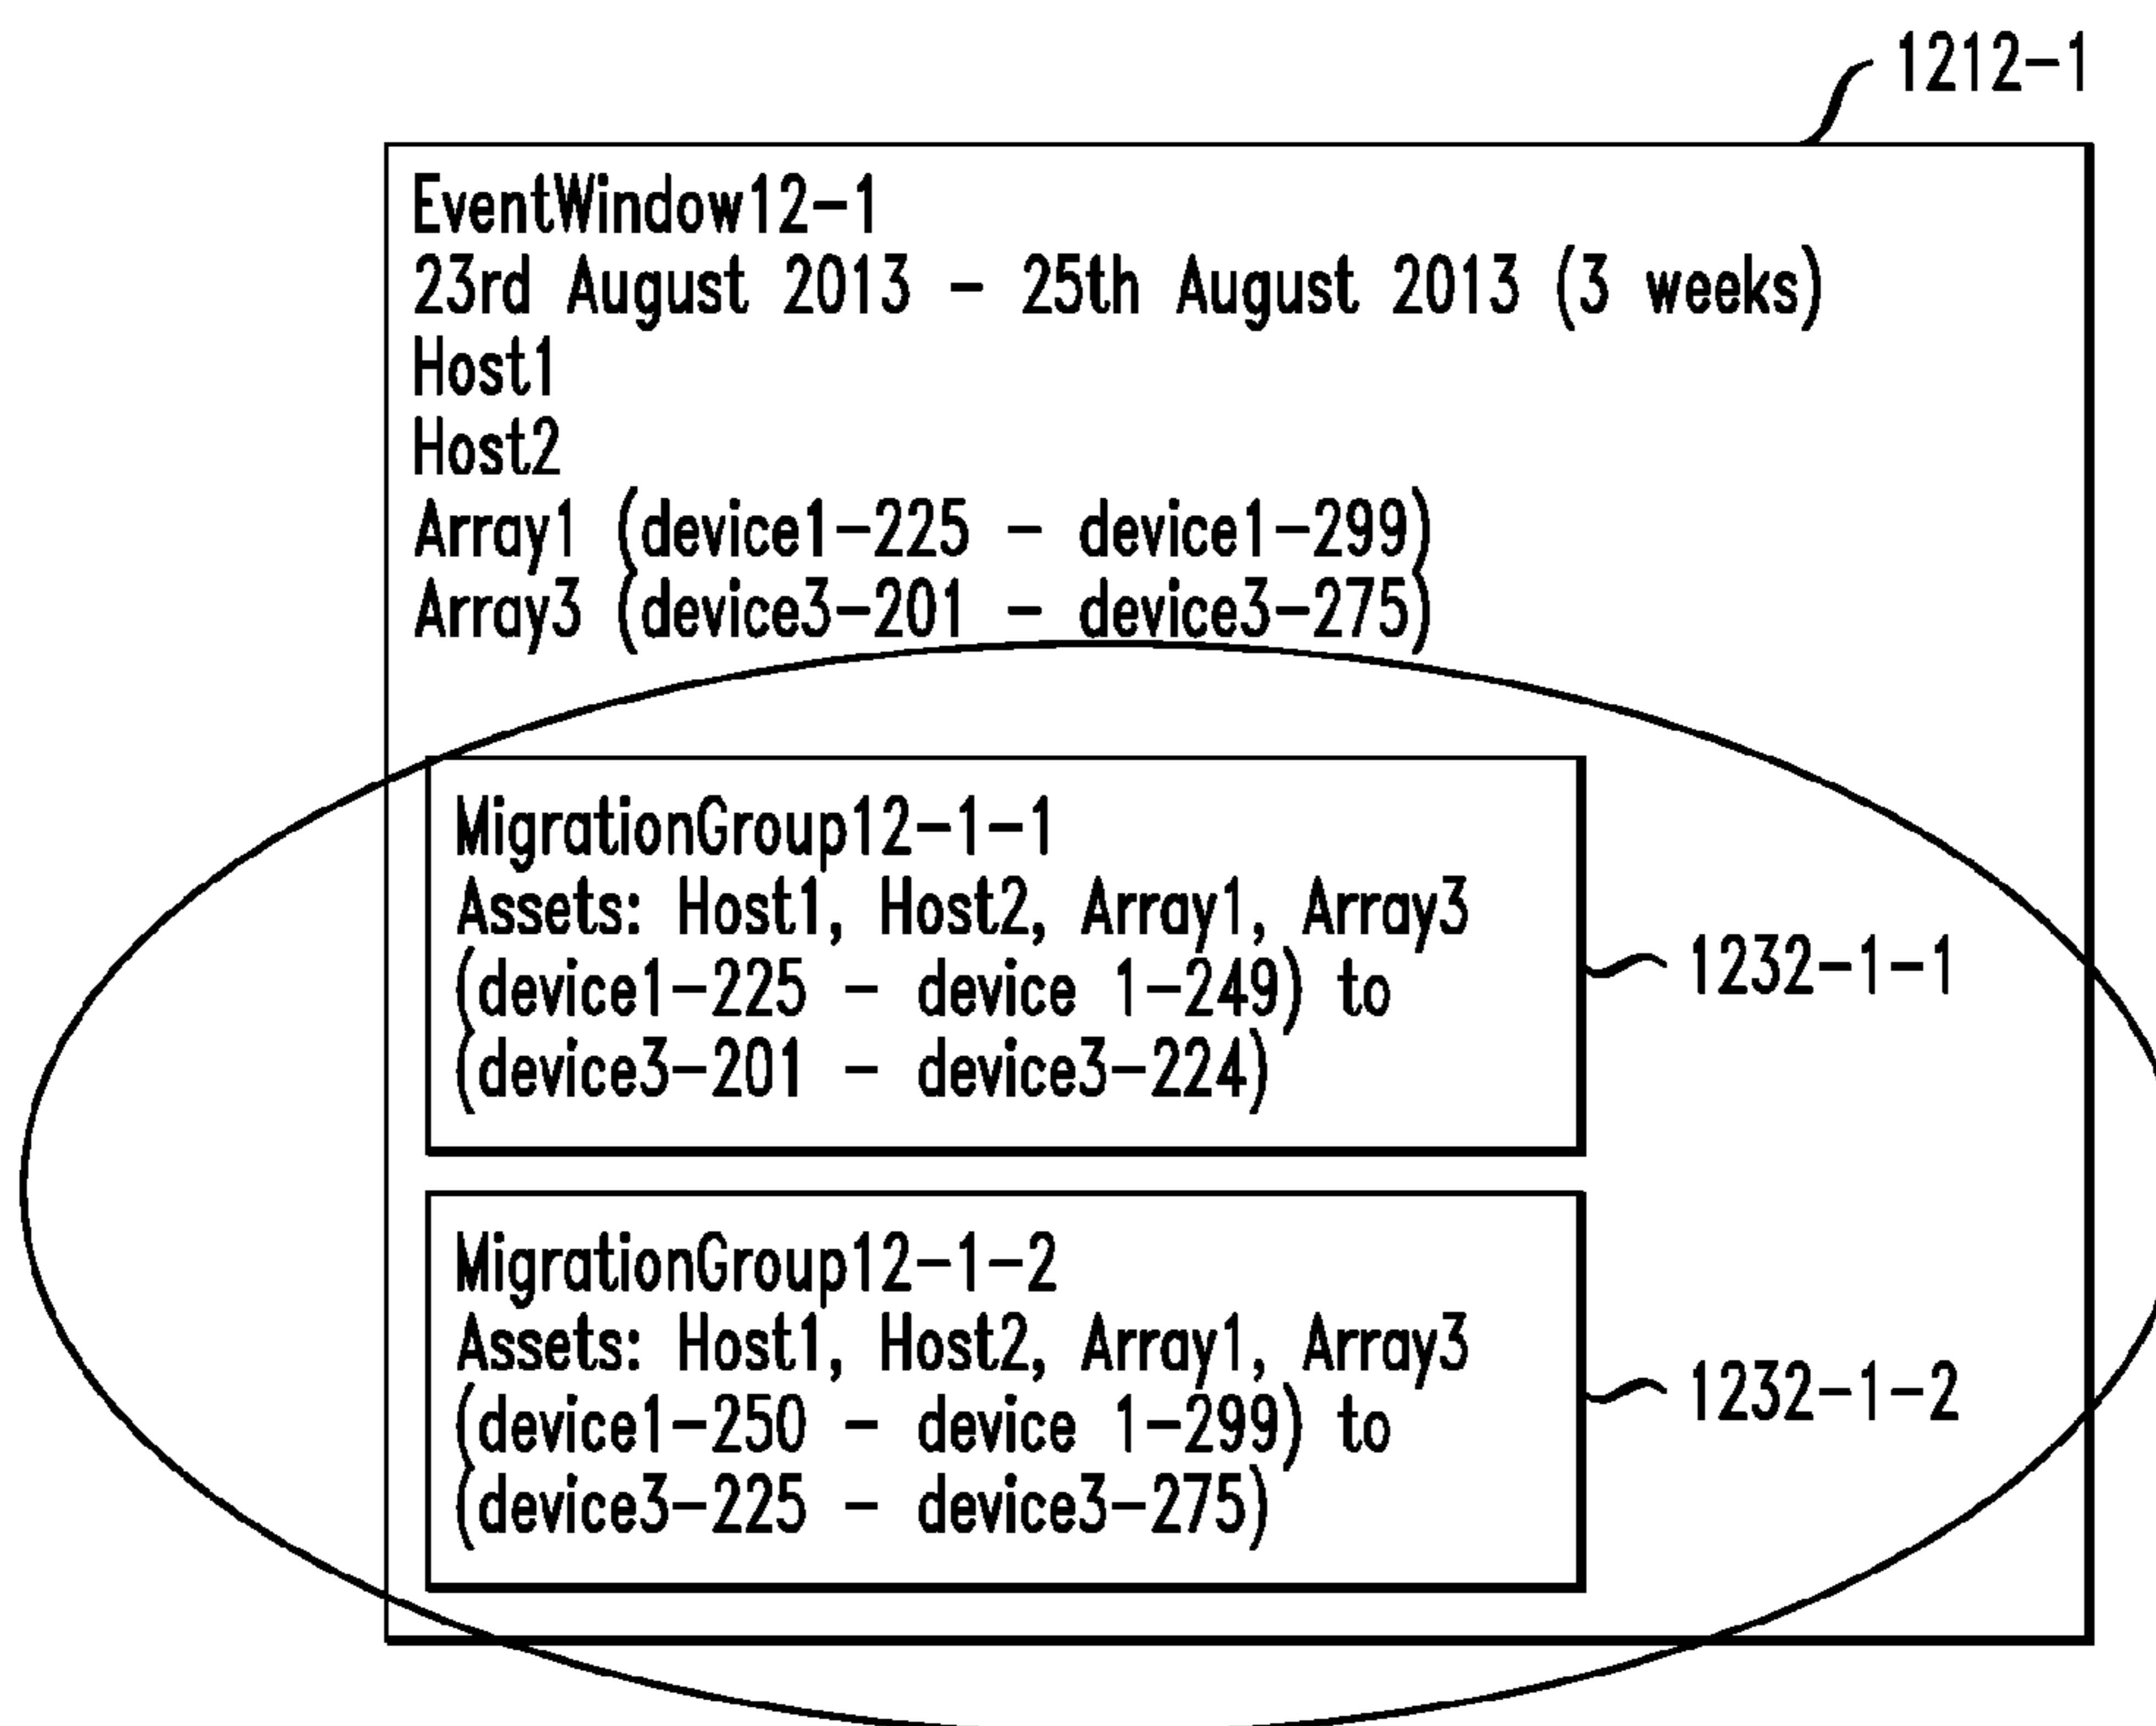 1212-1
EventWindow12-1
23rd August 2013 - 25th August 2013 (3 weeks)
Host1
Host2
Array1 (device1-225 - device1-299)
Array3 (device3-201 - device3-275)
MigrationGroup12-1-1
Assets: Host1, Host2, Array1, Array3
(device1-225 - device 1-249) to
(device3-201 - device3-224)
1232-1-1
MigrationGroup12-1-2
Assets: Host1, Host2, Array1, Array3
(device1-250 - device 1-299) to
(device3-225 - device3-275)
1232-1-2